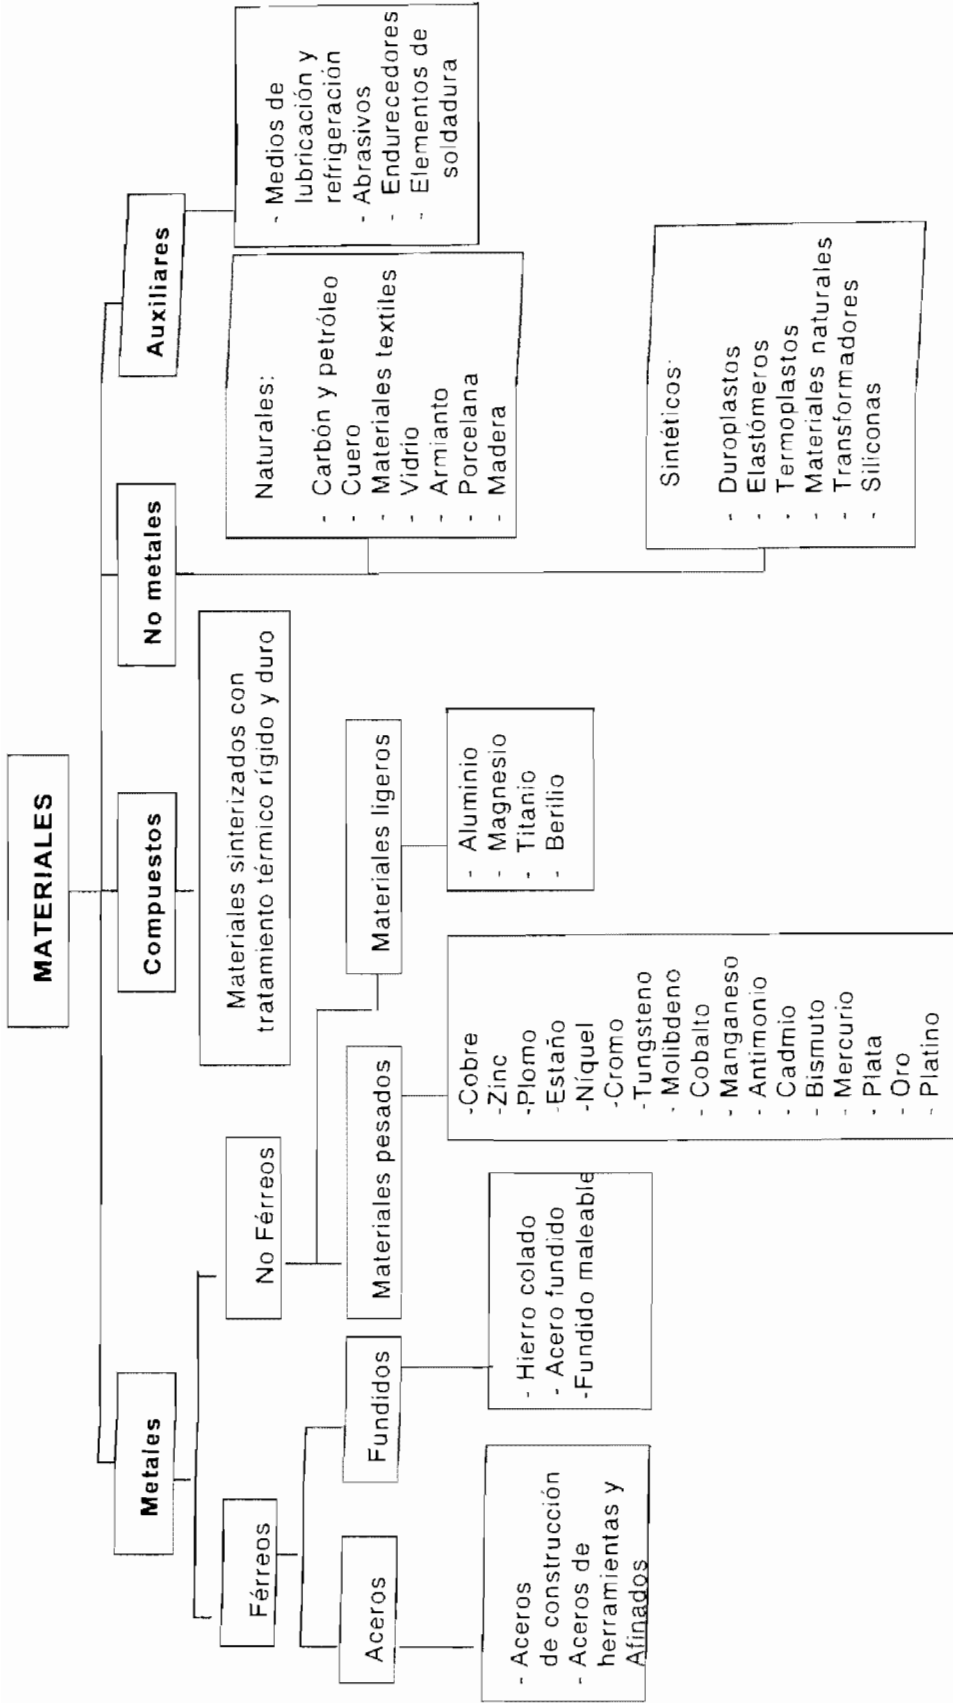 MATERIALES
Metales
Compuestos
No metales
Auxiliares
Férreos
No Férreos
Materiales sinterizados con
tratamiento térmico rígido y duro
Naturales:
- Carbón y petróleo
- Cuero
- Materiales textiles
- Vidrío
- Armianto
- Porcelana
- Madera
- Medios de
lubricación y
refrigeración
- Abrasivos
- Endurecedores
- Elementos de
soldadura
Aceros
Fundidos
Materiales pesados
Materiales ligeros
- Aceros
de construcción
- Aceros de
herramientas y
Afinados
- Hierro colado
- Acero fundido
-Fundido maleable
-Cobre
-Zinc
-Plomo
-Estaño
-Níquel
-Cromo
-Tungsteno
- Molibdeno
- Cobalto
- Manganeso
- Antimonio
- Cadmio
- Bismuto
- Mercurio
- Plata
- Oro
- Platino
- Aluminio
- Magnesio
- Titanio
- Berilio
Sintéticos:
- Duroplastos
- Elastómeros
- Termoplastos
- Materiales naturales
- Transformadores
- Siliconas